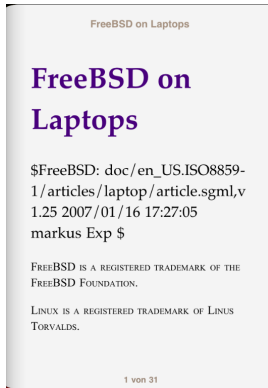 FreeBSD on Laptops
FreeBSD on
Laptops
$FreeBSD: doc/en_US.ISO8859-
1/articles/laptop/article.sgml,v
1.25 2007/01/16 17:27:05
markus Exp $
FreeBSD is a registered trademark of the
FreeBSD Foundation.
Linux is a registered trademark of Linus
Torvalds.
1 von 31